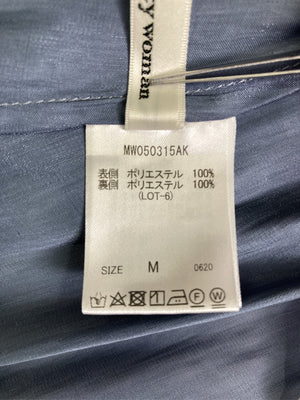 y woman
MW050315AK
表側 ポリエステル 100%
裏側 ポリエステル 100%
(LOT-6)
SIZE M 0620
F W